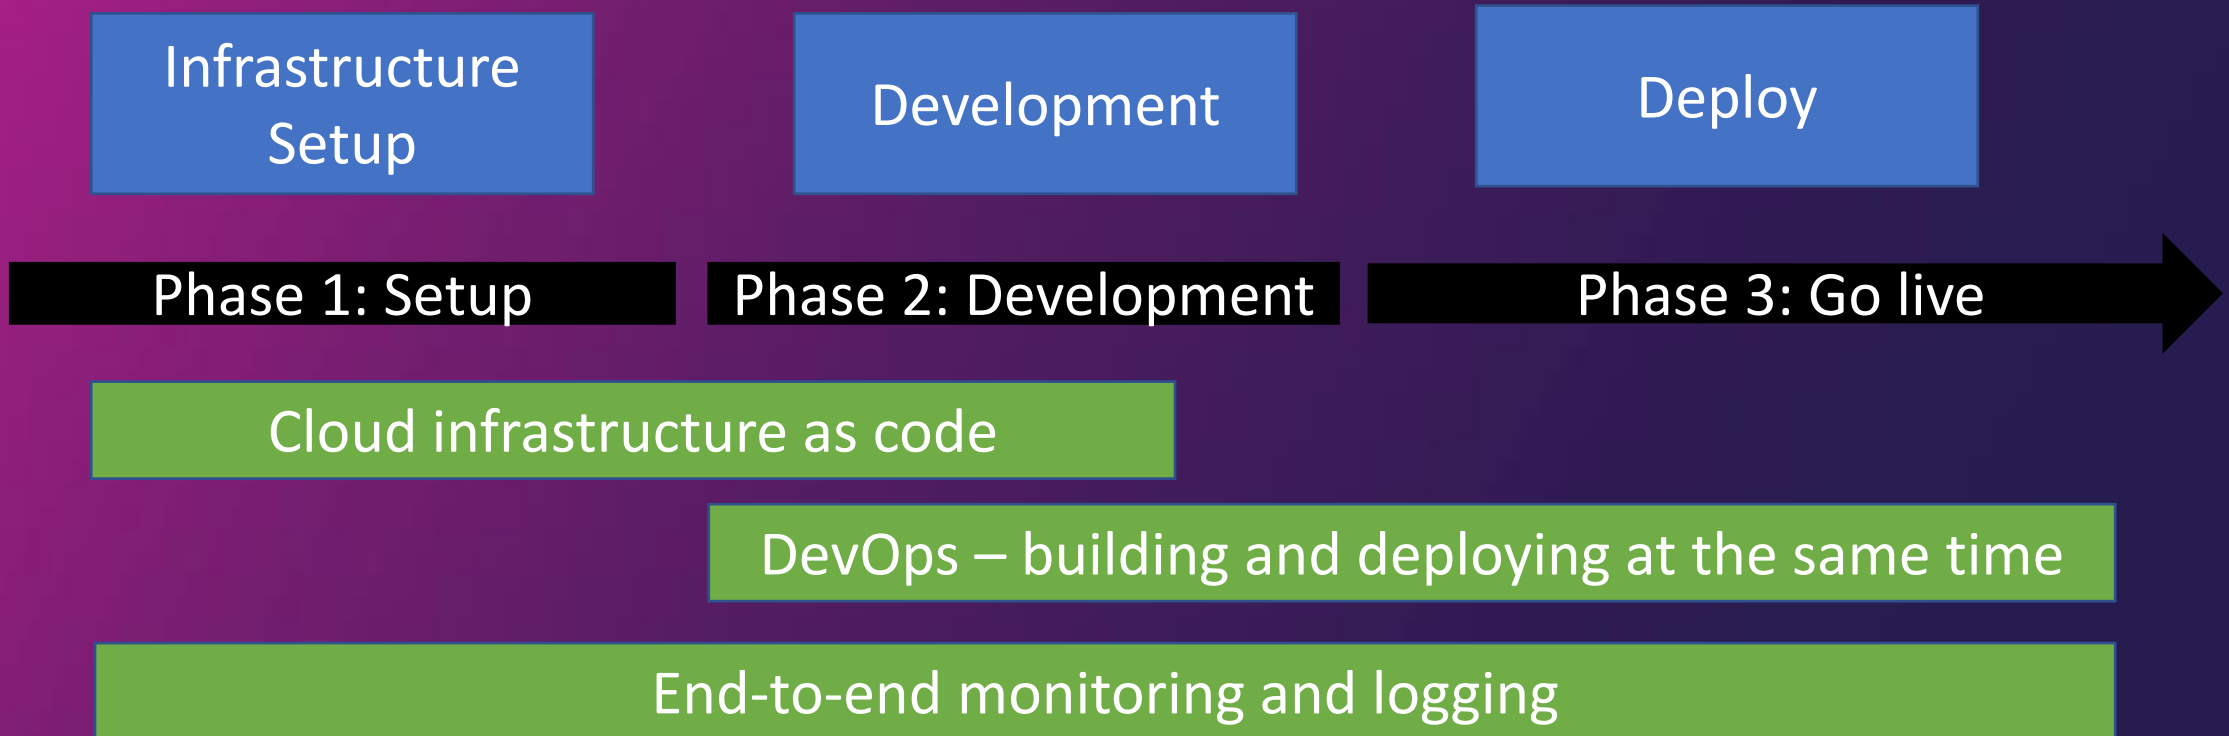 Infrastructure
Setup
Development
Deploy
Phase 1: Setup
Phase 2: Development
Phase 3: Go live
Cloud infrastructure as code
DevOps – building and deploying at the same time
End-to-end monitoring and logging